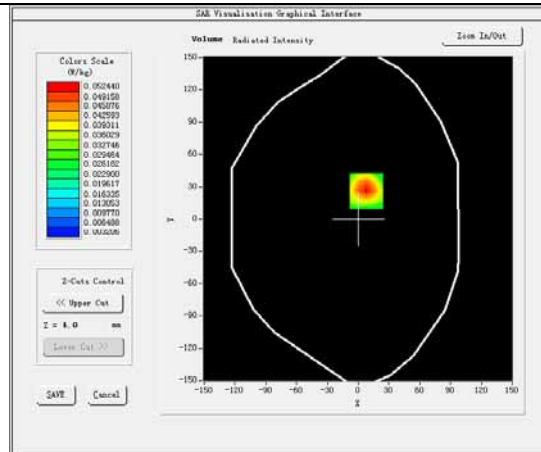 SAR Visualisation Graphical Interface
Volume Radiated Intensity
Zoom In/Out
Colors Scale
(W/kg)
0.052440
0.049158
0.045876
0.042593
0.039311
0.036029
0.032746
0.029464
0.026182
0.022900
0.019617
0.016335
0.013053
0.009770
0.006488
0.003206
Z-Cuts Control
<< Upper Cut
Z = 4.0 mm
Lower Cut >>
SAVE
Cancel
150
120
90
60
30
0
-30
-60
-90
-120
-150
Y
-150 -120 -90 -60 -30 0 30 60 90 120 150
X